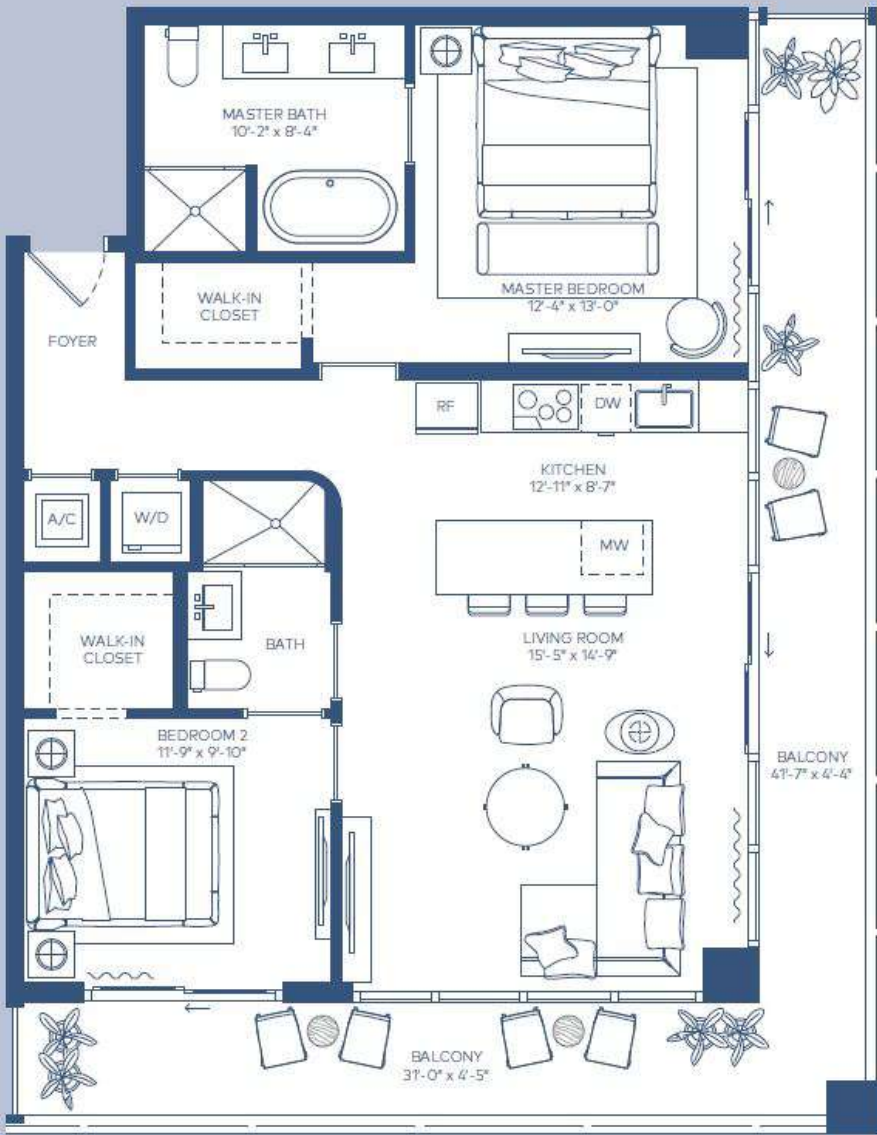 MASTER BATH
10'-2" x 8'-4"
WALK-IN
CLOSET
MASTER BEDROOM
12'-4" x 13'-0"
FOYER
RF
DW
KITCHEN
12'-11" x 8'-7"
A/C
W/D
MW
WALK-IN
CLOSET
BATH
LIVING ROOM
15'-5" x 14'-9"
BEDROOM 2
11'-9" x 9'-10"
BALCONY
41'-7" x 4'-4"
BALCONY
31'-0" x 4'-5"